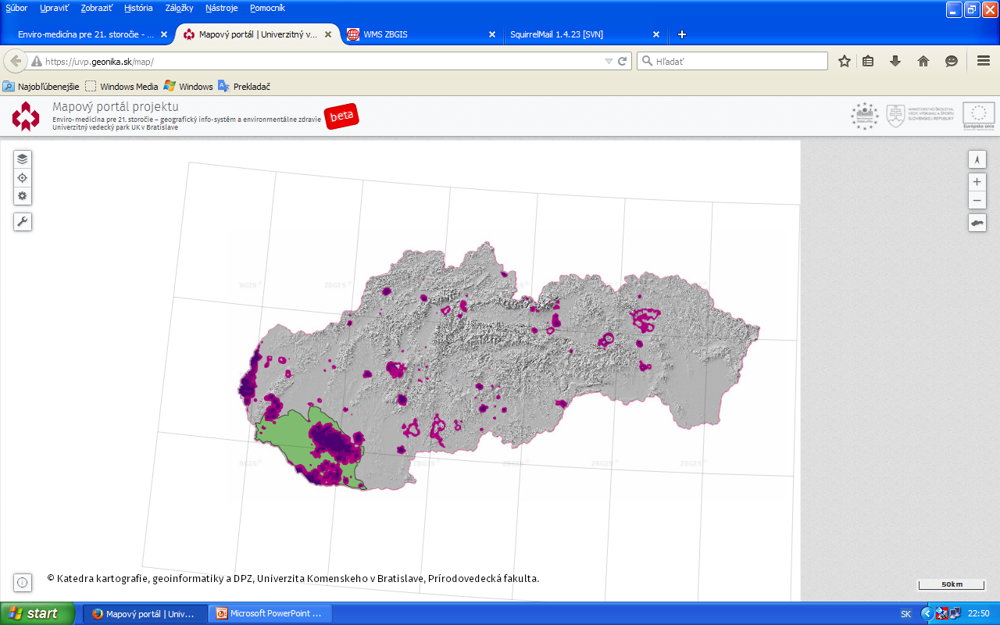 Súbor Upraviť Zobraziť História Záložky Nástroje Pomocník
Enviro-medicína pre 21. storočie - ... Mapový portál | Univerzitný v... WMS ZBGIS SquirrelMail 1.4.23 [SVN]
https://uvp.geonika.sk/map/ Hľadať
Najobľúbenejšie Windows Media Windows Prekladač
Mapový portál projektu
Enviro-medicína pre 21. storočie – geografický info-systém a environmentálne zdravie
Univerzitný vedecký park UK v Bratislave
beta
MINISTERSTVO ŠKOLSTVA,
VEDY, VÝSKUMU A ŠPORTU
SLOVENSKEJ REPUBLIKY
Európska únia
BGIS ZBGIS
ZBGIS ZBGIS ZBGIS ZBGIS
© Katedra kartografie, geoinformatiky a DPZ, Univerzita Komenskeho v Bratislave, Prírodovedecká fakulta.
50km
start Mapový portál | Univ... Microsoft PowerPoint ... SK 22:50